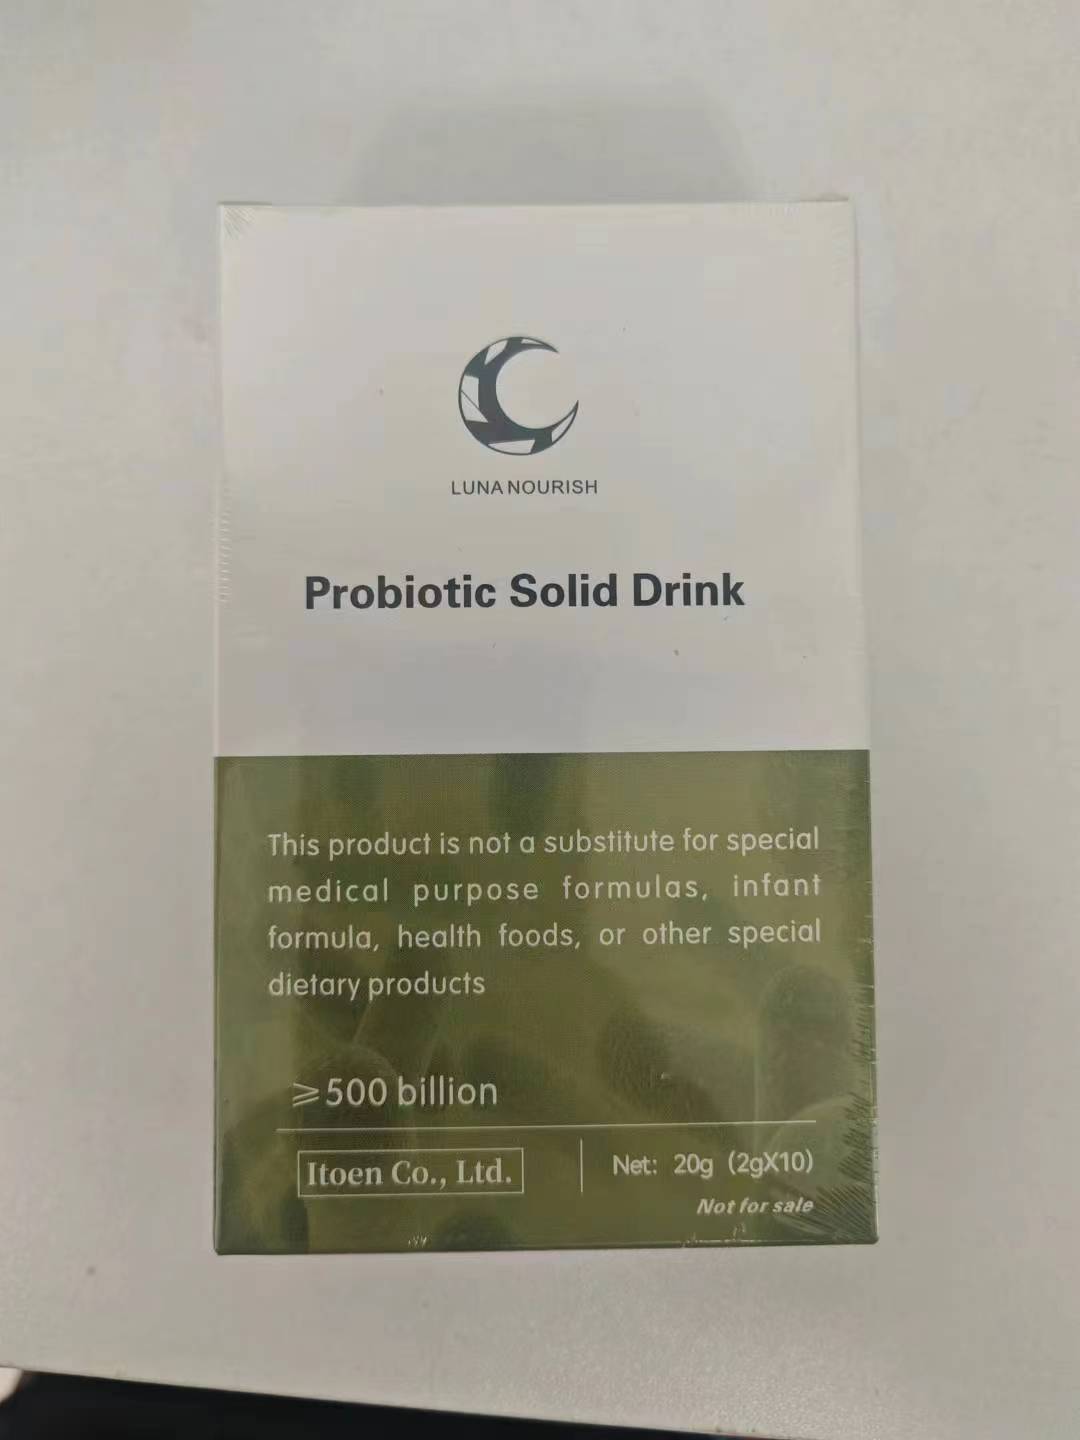 LUNA NOURISH
Probiotic Solid Drink
This product is not a substitute for special
medical purpose formulas, infant
formula, health foods, or other special
dietary products
⩾500 billion
Itoen Co., Ltd.
Net: 20g (2gX10)
Not for sale